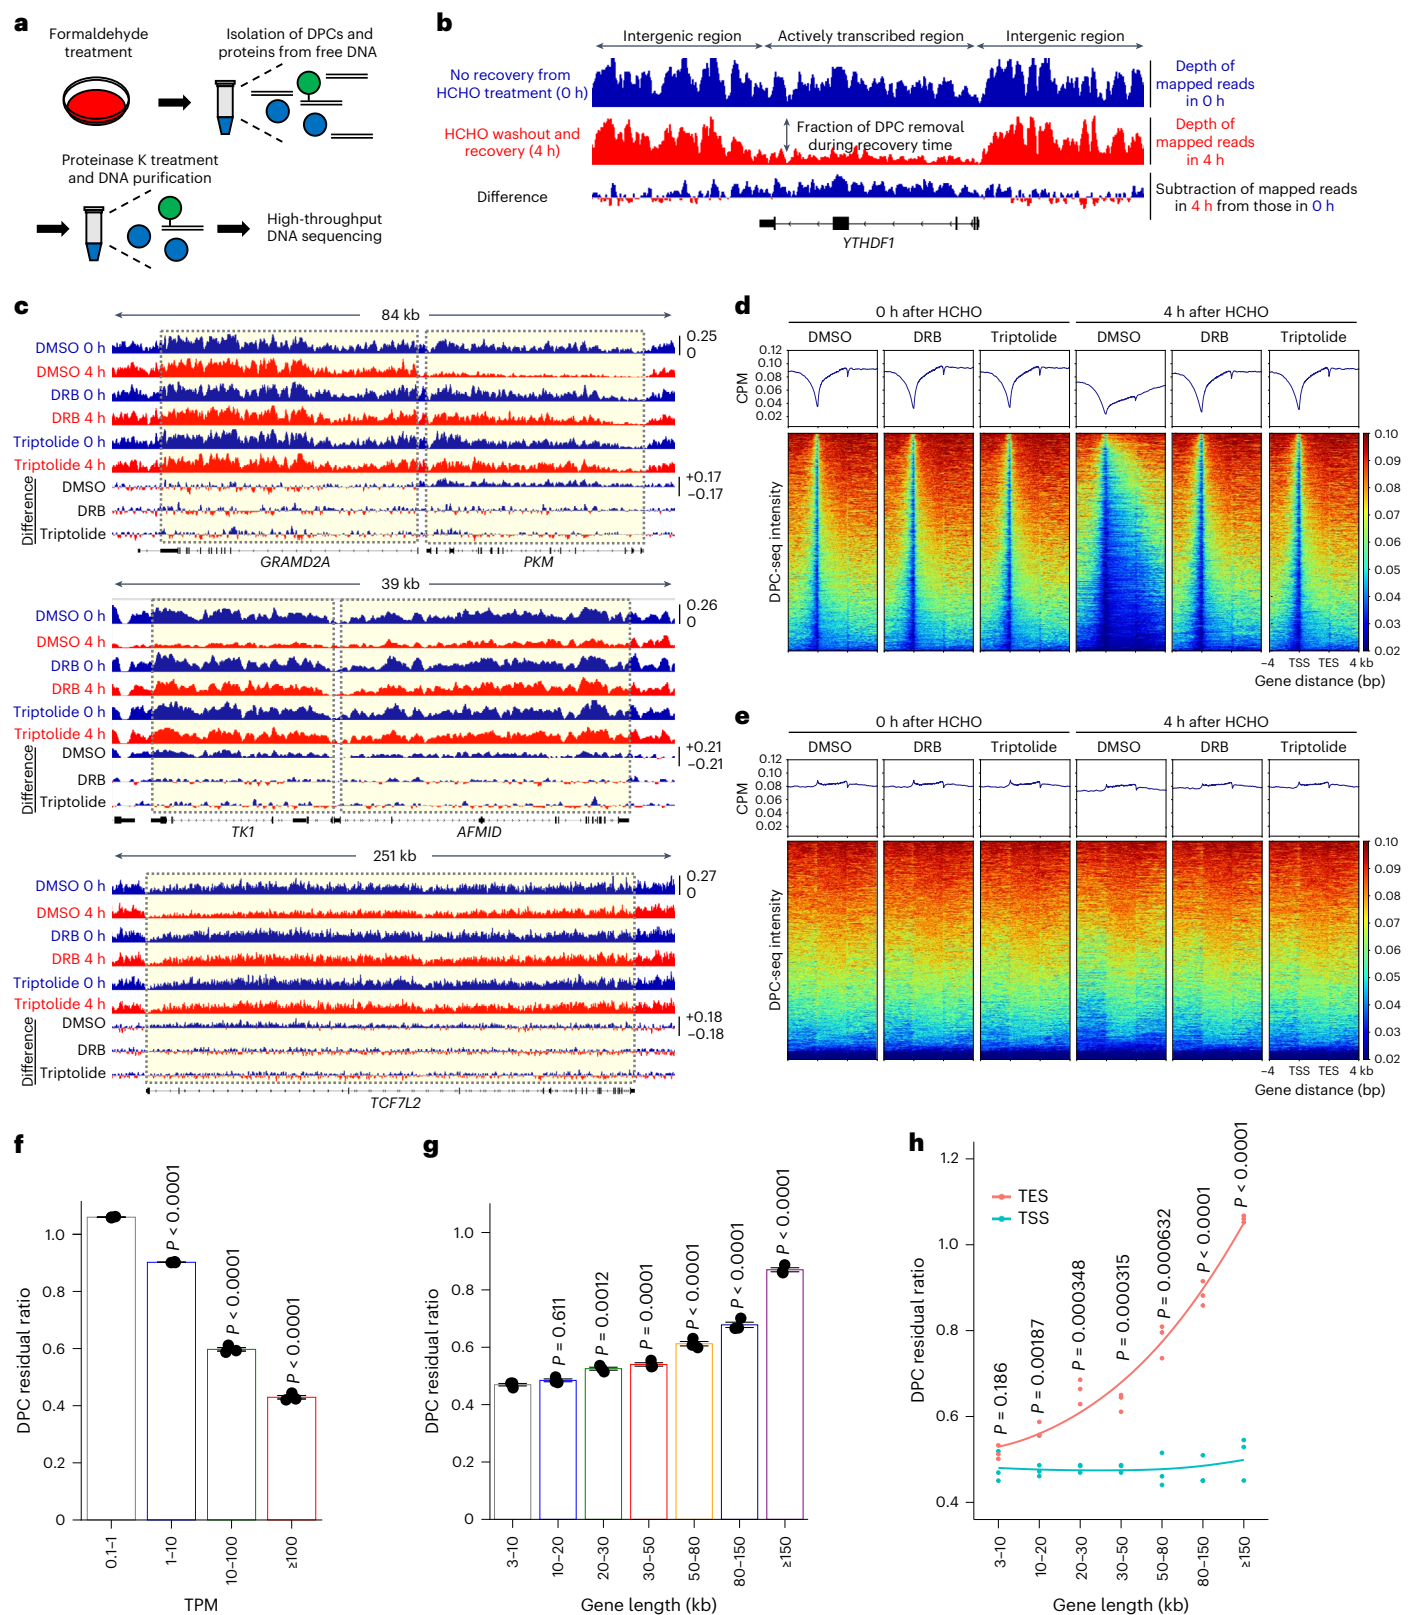 a
Formaldehyde
treatment
Isolation of DPCs and
proteins from free DNA
Proteinase K treatment
and DNA purification
High-throughput
DNA sequencing
b
Intergenic region
Actively transcribed region
Intergenic region
No recovery from
HCHO treatment (0 h)
Depth of
mapped reads
in 0 h
HCHO washout and
recovery (4 h)
Fraction of DPC removal
during recovery time
Depth of
mapped reads
in 4 h
Difference
Subtraction of mapped reads
in 4 h from those in 0 h
YTHDF1
c
84 kb
DMSO 0 h
0.25
0
DMSO 4 h
DRB 0 h
DRB 4 h
Triptolide 0 h
Triptolide 4 h
Difference
DMSO
+0.17
−0.17
DRB
Triptolide
GRAMD2A
PKM
39 kb
DMSO 0 h
0.26
0
DMSO 4 h
DRB 0 h
DRB 4 h
Triptolide 0 h
Triptolide 4 h
Difference
DMSO
+0.21
−0.21
DRB
Triptolide
TK1
AFMID
251 kb
DMSO 0 h
0.27
0
DMSO 4 h
DRB 0 h
DRB 4 h
Triptolide 0 h
Triptolide 4 h
Difference
DMSO
+0.18
−0.18
DRB
Triptolide
TCF7L2
d
0 h after HCHO
4 h after HCHO
DMSO
DRB
Triptolide
DMSO
DRB
Triptolide
CPM
0.12
0.10
0.08
0.06
0.04
0.02
DPC-seq intensity
0.10
0.09
0.08
0.07
0.06
0.05
0.04
0.03
0.02
−4
TSS
TES
4 kb
Gene distance (bp)
e
0 h after HCHO
4 h after HCHO
DMSO
DRB
Triptolide
DMSO
DRB
Triptolide
CPM
0.12
0.10
0.08
0.06
0.04
0.02
DPC-seq intensity
0.10
0.09
0.08
0.07
0.06
0.05
0.04
0.03
0.02
−4
TSS
TES
4 kb
Gene distance (bp)
f
DPC residual ratio
1.0
0.8
0.6
0.4
0.2
0
P < 0.0001
P < 0.0001
P < 0.0001
0.1–1
1–10
10–100
≥100
TPM
g
DPC residual ratio
1.0
0.8
0.6
0.4
0.2
0
P = 0.611
P = 0.0012
P = 0.0001
P < 0.0001
P < 0.0001
P < 0.0001
3–10
10–20
20–30
30–50
50–80
80–150
≥150
Gene length (kb)
h
DPC residual ratio
1.2
1.0
0.8
0.6
0.4
TES
TSS
P = 0.186
P = 0.00187
P = 0.000348
P = 0.000315
P = 0.0000632
P < 0.0001
P < 0.0001
3–10
10–20
20–30
30–50
50–80
80–150
≥150
Gene length (kb)